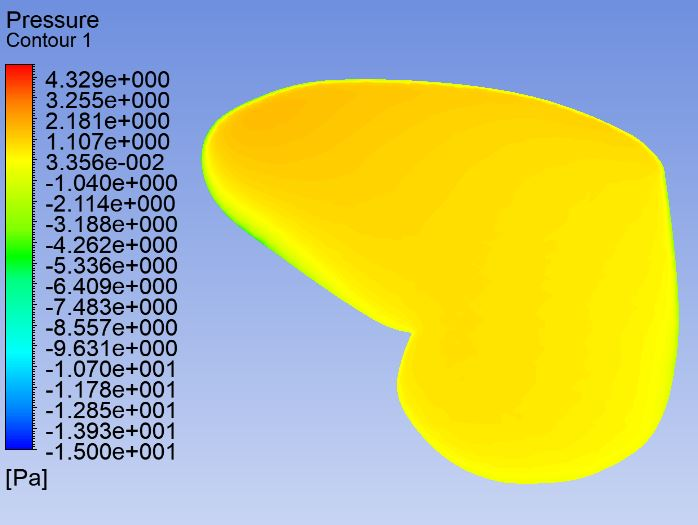 Pressure
Contour 1
4.329e+000
3.255e+000
2.181e+000
1.107e+000
3.356e-002
-1.040e+000
-2.114e+000
-3.188e+000
-4.262e+000
-5.336e+000
-6.409e+000
-7.483e+000
-8.557e+000
-9.631e+000
-1.070e+001
-1.178e+001
-1.285e+001
-1.393e+001
-1.500e+001
[Pa]